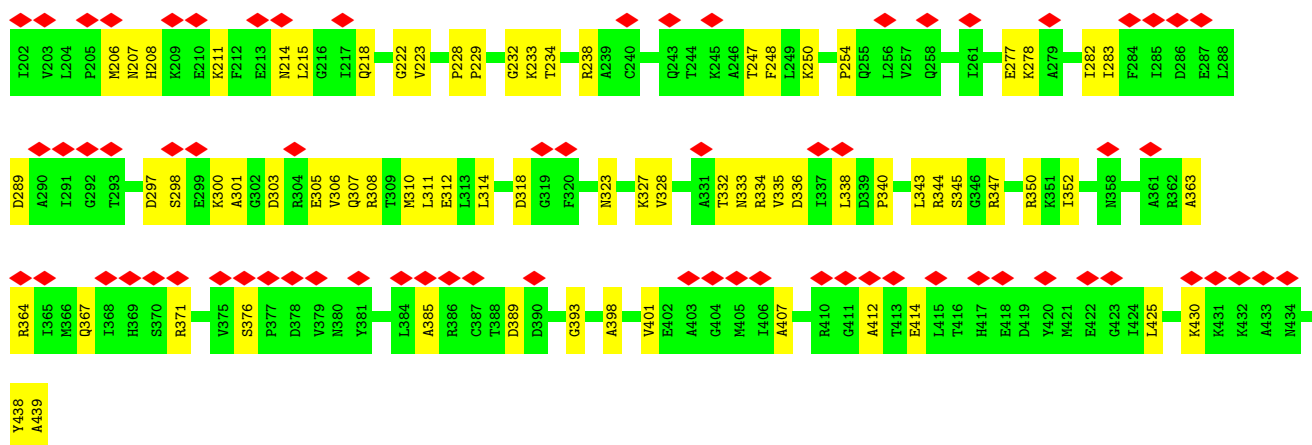 I202 V203 L204 P205 M206 N207 H208 K209 E210 K211 F212 E213 N214 L215 G216 I217 Q218 G222 V223 P228 P229 G232 K233 T234 R238 A239 C240 Q243 T244 K245 A246 T247 F248 L249 K250 P254 Q255 L256 V257 Q258 I261 E277 K278 A279 I282 I283 F284 I285 D286 E287 L288
D289 A290 I291 G292 T293 D297 S298 E299 K300 A301 G302 D303 R304 E305 V306 Q307 R308 T309 M310 L311 E312 L313 L314 D318 G319 F320 N323 K327 V328 A331 T332 N333 R334 V335 D336 I337 L338 D339 P340 L343 R344 S345 G346 R347 R350 K351 I352 N358 A361 R362 A363
R364 I365 M366 Q367 I368 H369 S370 R371 V375 S376 P377 D378 V379 N380 Y381 L384 A385 R386 C387 T388 D389 D390 G393 A398 V401 E402 A403 G404 M405 I406 A407 R410 G411 A412 T413 E414 L415 T416 H417 E418 D419 Y420 M421 E422 G423 I424 L425 K430 K431 K432 A433 N434
Y438 A439